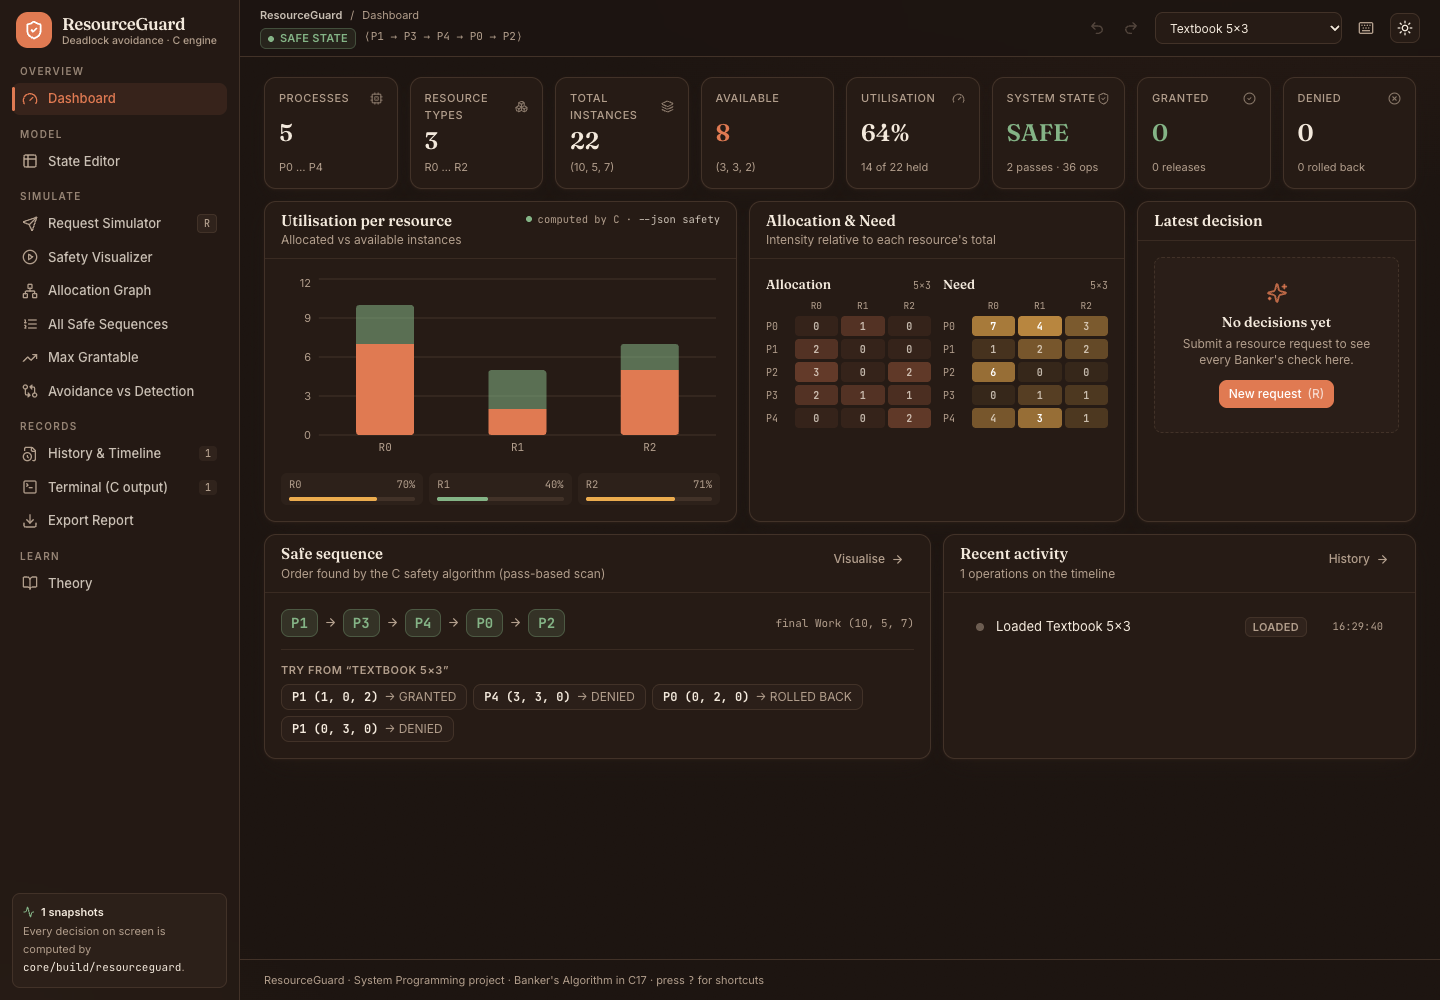 ResourceGuard
Deadlock avoidance · C engine
OVERVIEW
Dashboard
MODEL
State Editor
SIMULATE
Request Simulator R
Safety Visualizer
Allocation Graph
All Safe Sequences
Max Grantable
Avoidance vs Detection
RECORDS
History & Timeline 1
Terminal (C output) 1
Export Report
LEARN
Theory
1 snapshots
Every decision on screen is
computed by
core/build/resourceguard.
ResourceGuard / Dashboard
SAFE STATE ⟨P1 → P3 → P4 → P0 → P2⟩
Textbook 5×3
PROCESSES
5
P0 … P4
RESOURCE
TYPES
3
R0 … R2
TOTAL
INSTANCES
22
(10, 5, 7)
AVAILABLE
8
(3, 3, 2)
UTILISATION
64%
14 of 22 held
SYSTEM STATE
SAFE
2 passes · 36 ops
GRANTED
0
0 releases
DENIED
0
0 rolled back
Utilisation per resource
computed by C · --json safety
Allocated vs available instances
12
9
6
3
0
R0 R1 R2
R0 70%
R1 40%
R2 71%
Allocation & Need
Intensity relative to each resource's total
Allocation 5×3
R0 R1 R2
P0 0 1 0
P1 2 0 0
P2 3 0 2
P3 2 1 1
P4 0 0 2
Need 5×3
R0 R1 R2
P0 7 4 3
P1 1 2 2
P2 6 0 0
P3 0 1 1
P4 4 3 1
Latest decision
No decisions yet
Submit a resource request to see
every Banker's check here.
New request (R)
Safe sequence
Order found by the C safety algorithm (pass-based scan)
Visualise →
P1 → P3 → P4 → P0 → P2
final Work (10, 5, 7)
TRY FROM “TEXTBOOK 5×3”
P1 (1, 0, 2) → GRANTED
P4 (3, 3, 0) → DENIED
P0 (0, 2, 0) → ROLLED BACK
P1 (0, 3, 0) → DENIED
Recent activity
1 operations on the timeline
History →
Loaded Textbook 5×3 LOADED 16:29:40
ResourceGuard · System Programming project · Banker's Algorithm in C17 · press ? for shortcuts